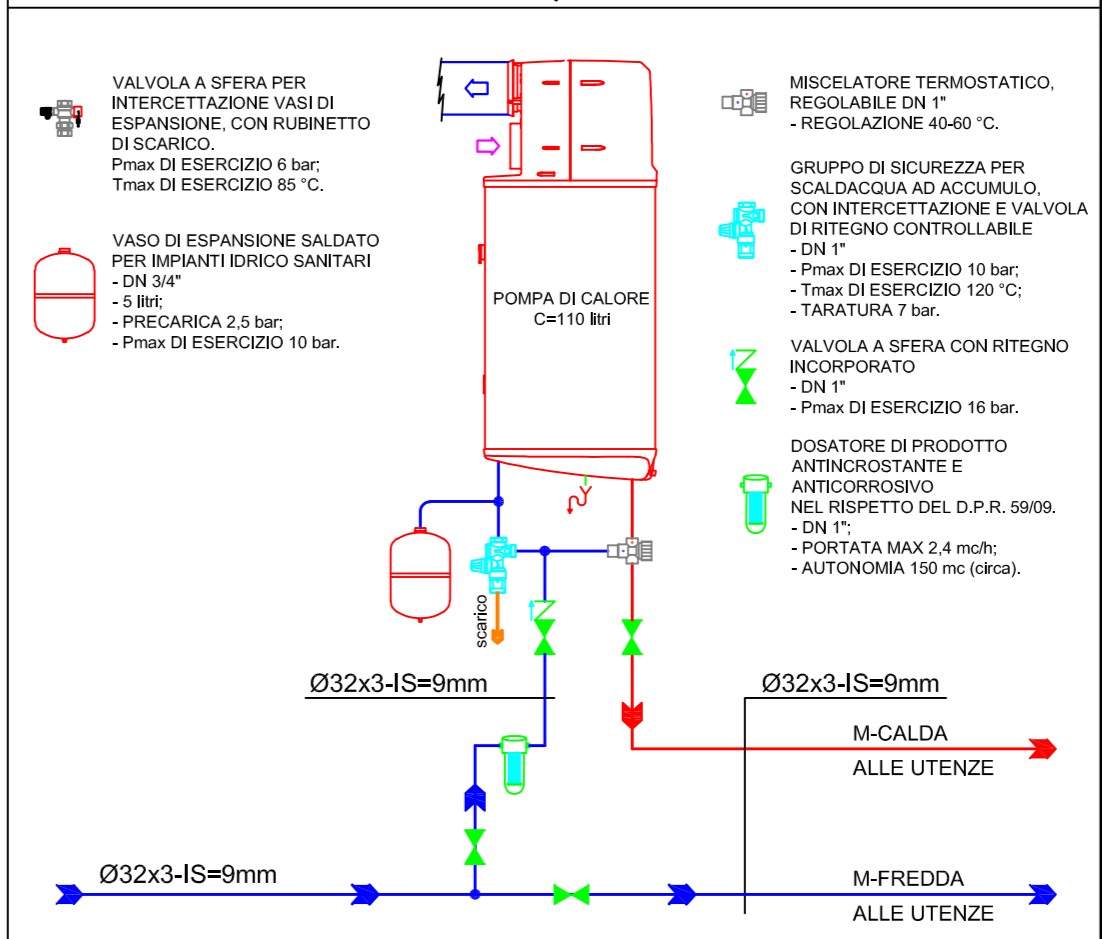 VALVOLA A SFERA PER
INTERCETTAZIONE VASI DI
ESPANSIONE, CON RUBINETTO
DI SCARICO.
Pmax DI ESERCIZIO 6 bar;
Tmax DI ESERCIZIO 85 °C.
VASO DI ESPANSIONE SALDATO
PER IMPIANTI IDRICO SANITARI
- DN 3/4"
- 5 litri;
- PRECARICA 2,5 bar;
- Pmax DI ESERCIZIO 10 bar.
POMPA DI CALORE
C=110 litri
MISCELATORE TERMOSTATICO,
REGOLABILE DN 1"
- REGOLAZIONE 40-60 °C.
GRUPPO DI SICUREZZA PER
SCALDACQUA AD ACCUMULO,
CON INTERCETTAZIONE E VALVOLA
DI RITEGNO CONTROLLABILE
- DN 1"
- Pmax DI ESERCIZIO 10 bar;
- Tmax DI ESERCIZIO 120 °C;
- TARATURA 7 bar.
VALVOLA A SFERA CON RITEGNO
INCORPORATO
- DN 1"
- Pmax DI ESERCIZIO 16 bar.
DOSATORE DI PRODOTTO
ANTINCROSTANTE E
ANTICORROSIVO
NEL RISPETTO DEL D.P.R. 59/09.
- DN 1";
- PORTATA MAX 2,4 mc/h;
- AUTONOMIA 150 mc (circa).
scarico
Ø32x3-IS=9mm
Ø32x3-IS=9mm
M-CALDA
ALLE UTENZE
Ø32x3-IS=9mm
M-FREDDA
ALLE UTENZE